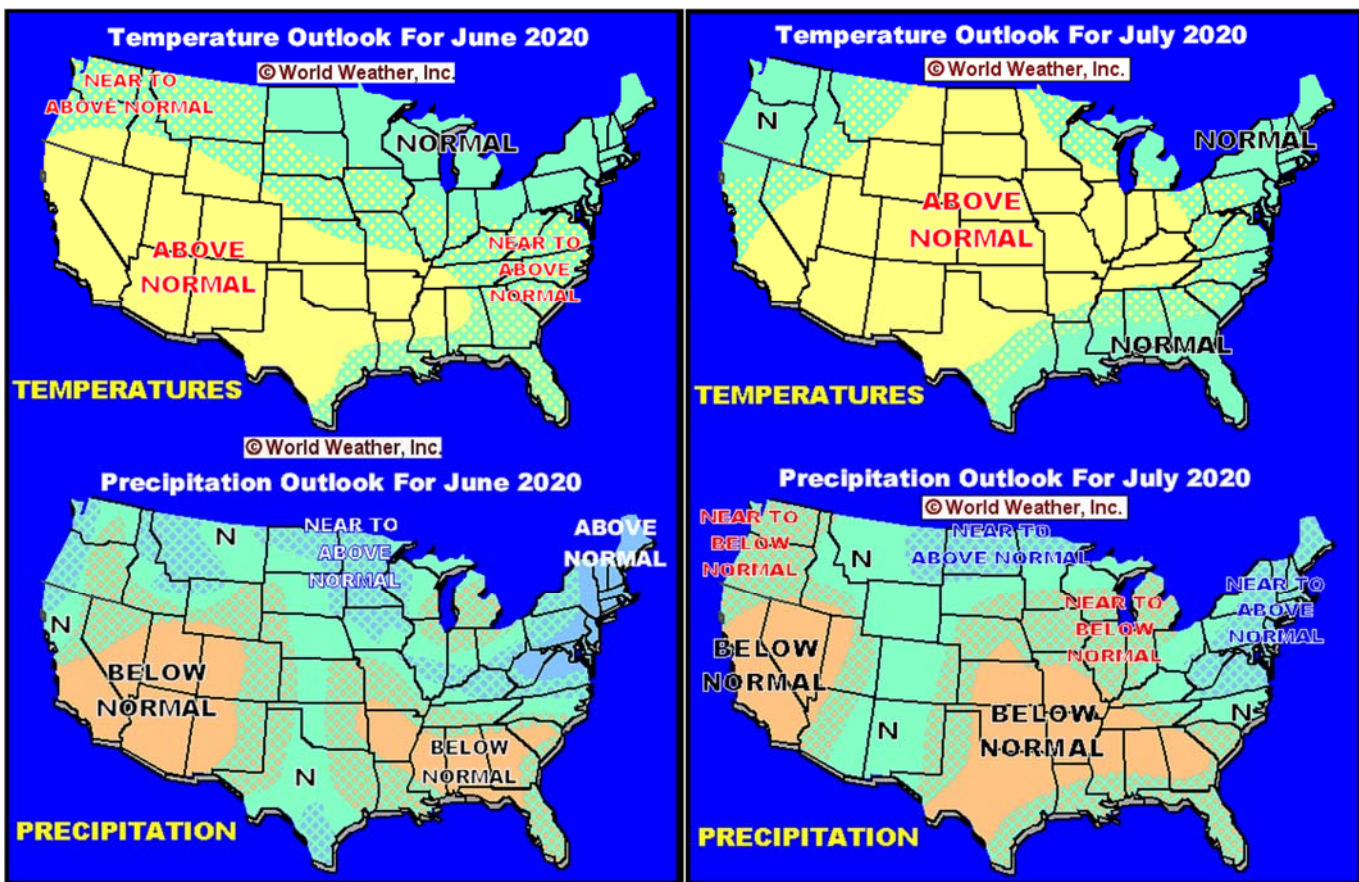 Temperature Outlook For June 2020
© World Weather, Inc.
NEAR TO
ABOVE NORMAL
NORMAL
ABOVE
NORMAL
NEAR TO
ABOVE
NORMAL
TEMPERATURES
© World Weather, Inc.
Precipitation Outlook For June 2020
N
NEAR TO
ABOVE
NORMAL
ABOVE
NORMAL
N
BELOW
NORMAL
BELOW
NORMAL
N
PRECIPITATION
Temperature Outlook For July 2020
© World Weather, Inc.
N
NORMAL
ABOVE
NORMAL
NORMAL
TEMPERATURES
Precipitation Outlook For July 2020
© World Weather, Inc.
NEAR TO
BELOW
NORMAL
N
NEAR TO
ABOVE NORMAL
NEAR TO
ABOVE
NORMAL
NEAR TO
BELOW
NORMAL
BELOW
NORMAL
N
BELOW
NORMAL
N
PRECIPITATION